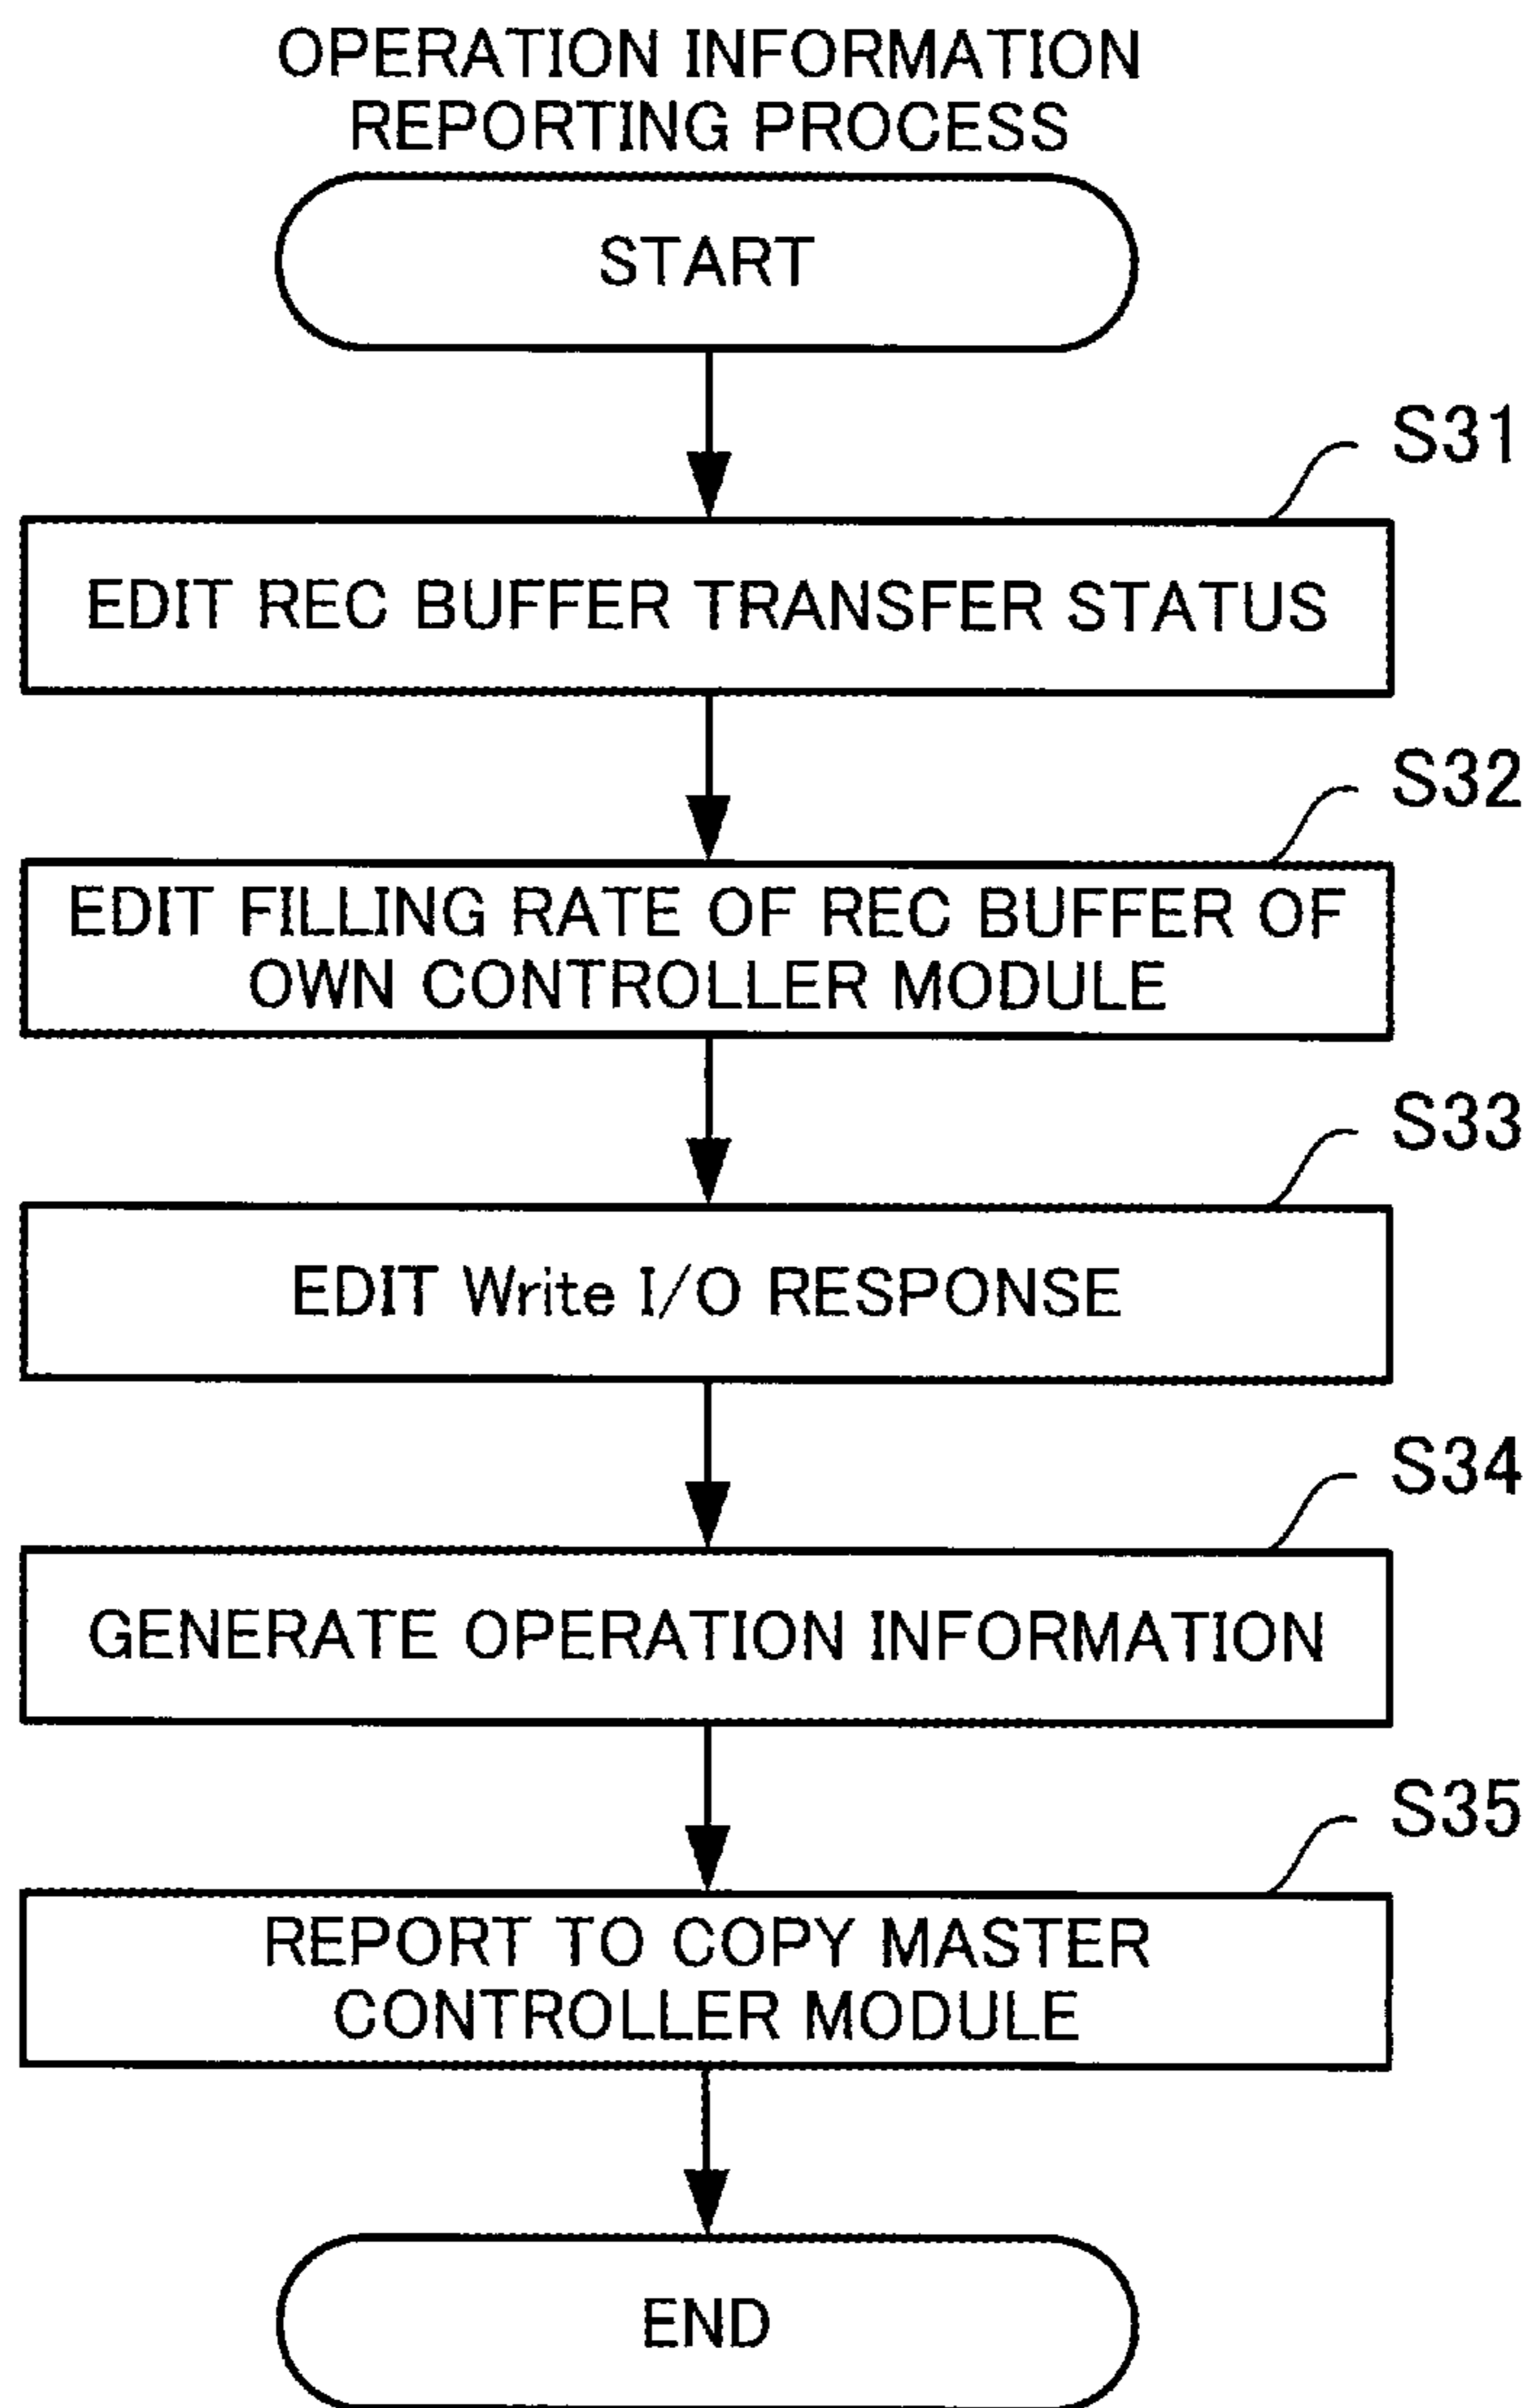 OPERATION INFORMATION
REPORTING PROCESS
START
S31
EDIT REC BUFFER TRANSFER STATUS
S32
EDIT FILLING RATE OF REC BUFFER OF
OWN CONTROLLER MODULE
S33
EDIT Write I/O RESPONSE
S34
GENERATE OPERATION INFORMATION
S35
REPORT TO COPY MASTER
CONTROLLER MODULE
END